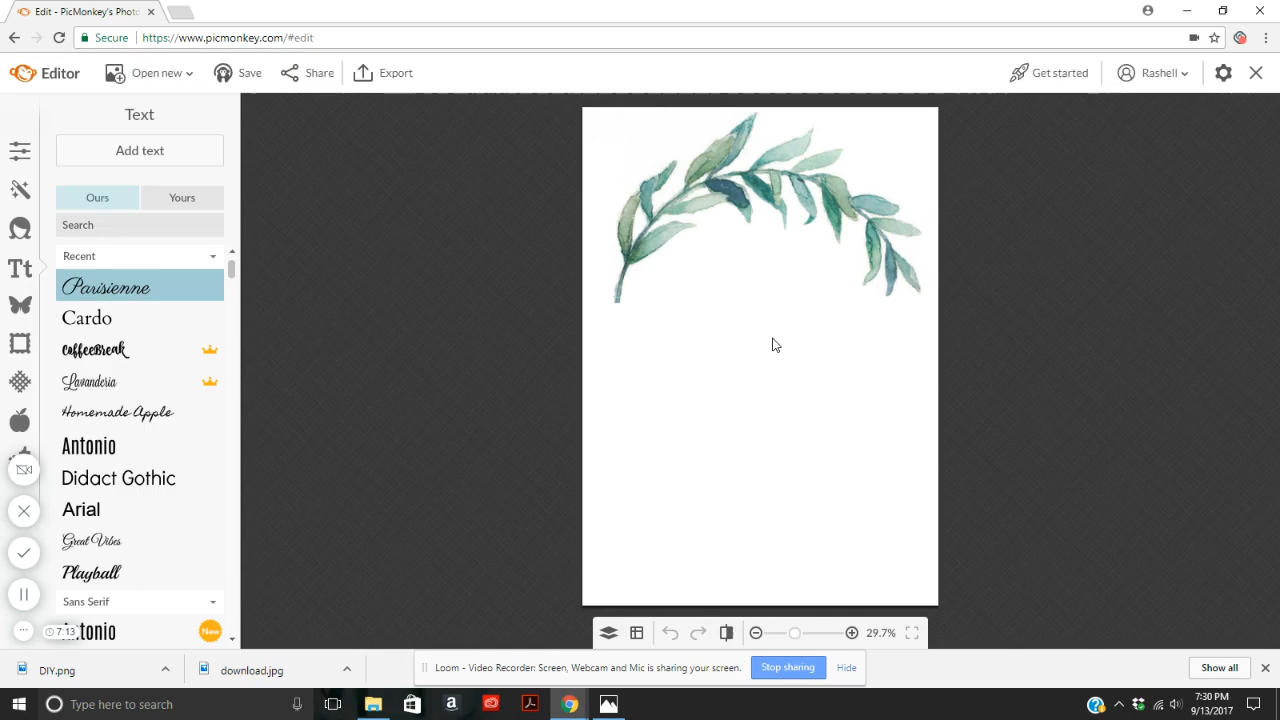 Edit - PicMonkey's Photo
Secure https://www.picmonkey.com/#edit
Editor Open new Save Share Export Get started Rashell
Text
Add text
Ours Yours
Search
Recent
Parisienne
Cardo
CoffeeBreak
Lavanderia
Homemade Apple
Antonio
Didact Gothic
Arial
Great Vibes
Playball
Sans Serif
7:13 Antonio New
29.7%
DIY.png download.jpg Loom - Video Recorder: Screen, Webcam and Mic is sharing your screen. Stop sharing Hide Show all
Type here to search
7:30 PM
9/13/2017